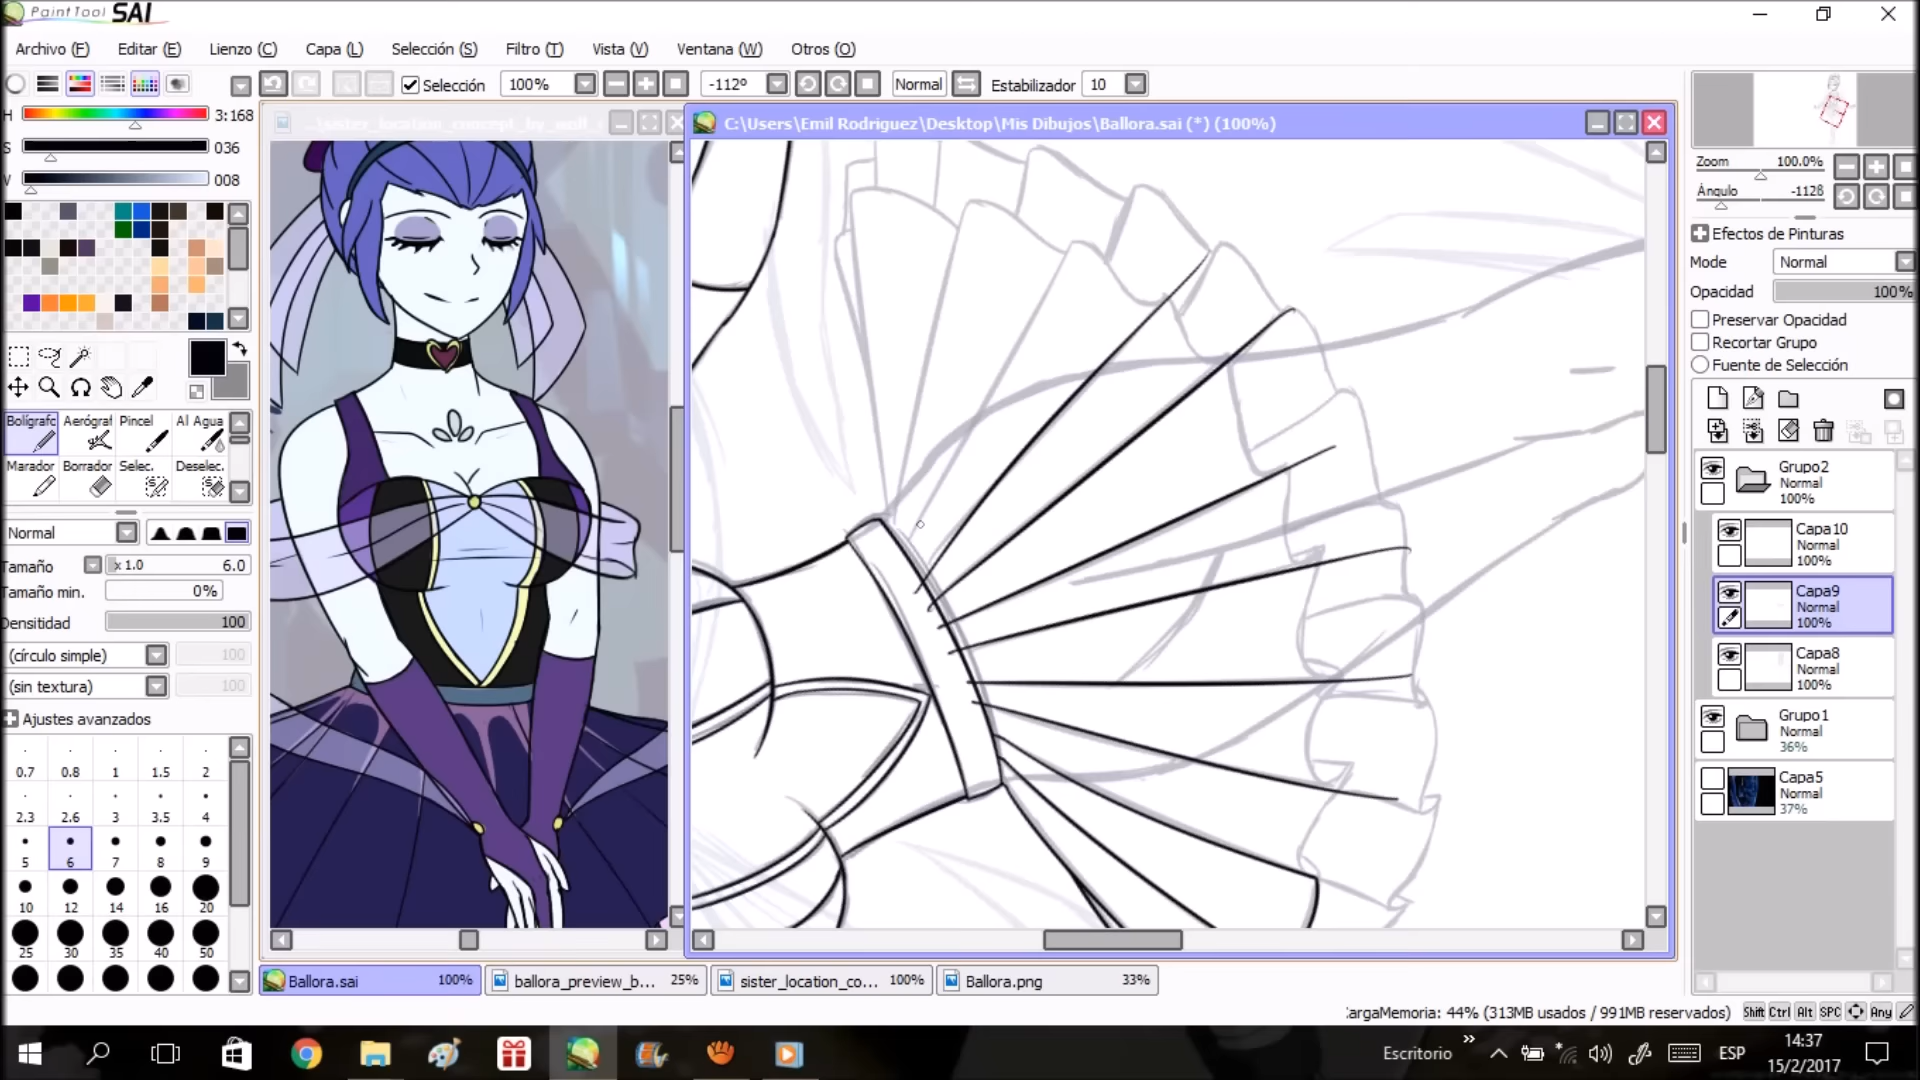 PaintTool SAI
Archivo (F) Editar (E) Lienzo (C) Capa (L) Selección (S) Filtro (T) Vista (V) Ventana (W) Otros (O)
Selección 100% -112º Normal Estabilizador 10
H 3:168
S 036
V 008
C:\Users\Emil Rodriguez\Desktop\Mis Dibujos\Ballora.sai (*) (100%)
Zoom 100.0%
Ángulo -112ß
Efectos de Pinturas
Mode Normal
Opacidad 100%
Preservar Opacidad
Recortar Grupo
Fuente de Selección
Bolígrafc Aerógraf Pincel Al Agua
Marador Borrador Selec. Deselec.
Normal
Tamaño x 1.0 6.0
Tamaño min. 0%
Densitidad 100
(círculo simple) 100
(sin textura) 100
Ajustes avanzados
0.7 0.8 1 1.5 2
2.3 2.6 3 3.5 4
5 6 7 8 9
10 12 14 16 20
25 30 35 40 50
Grupo2
Normal
100%
Capa10
Normal
100%
Capa9
Normal
100%
Capa8
Normal
100%
Grupo1
Normal
36%
Capa5
Normal
37%
Ballora.sai 100% ballora_preview_b... 25% sister_location_co... 100% Ballora.png 33%
argaMemoria: 44% (313MB usados / 991MB reservados) Shift Ctrl Alt SPC Any
Escritorio » ESP 14:37
15/2/2017